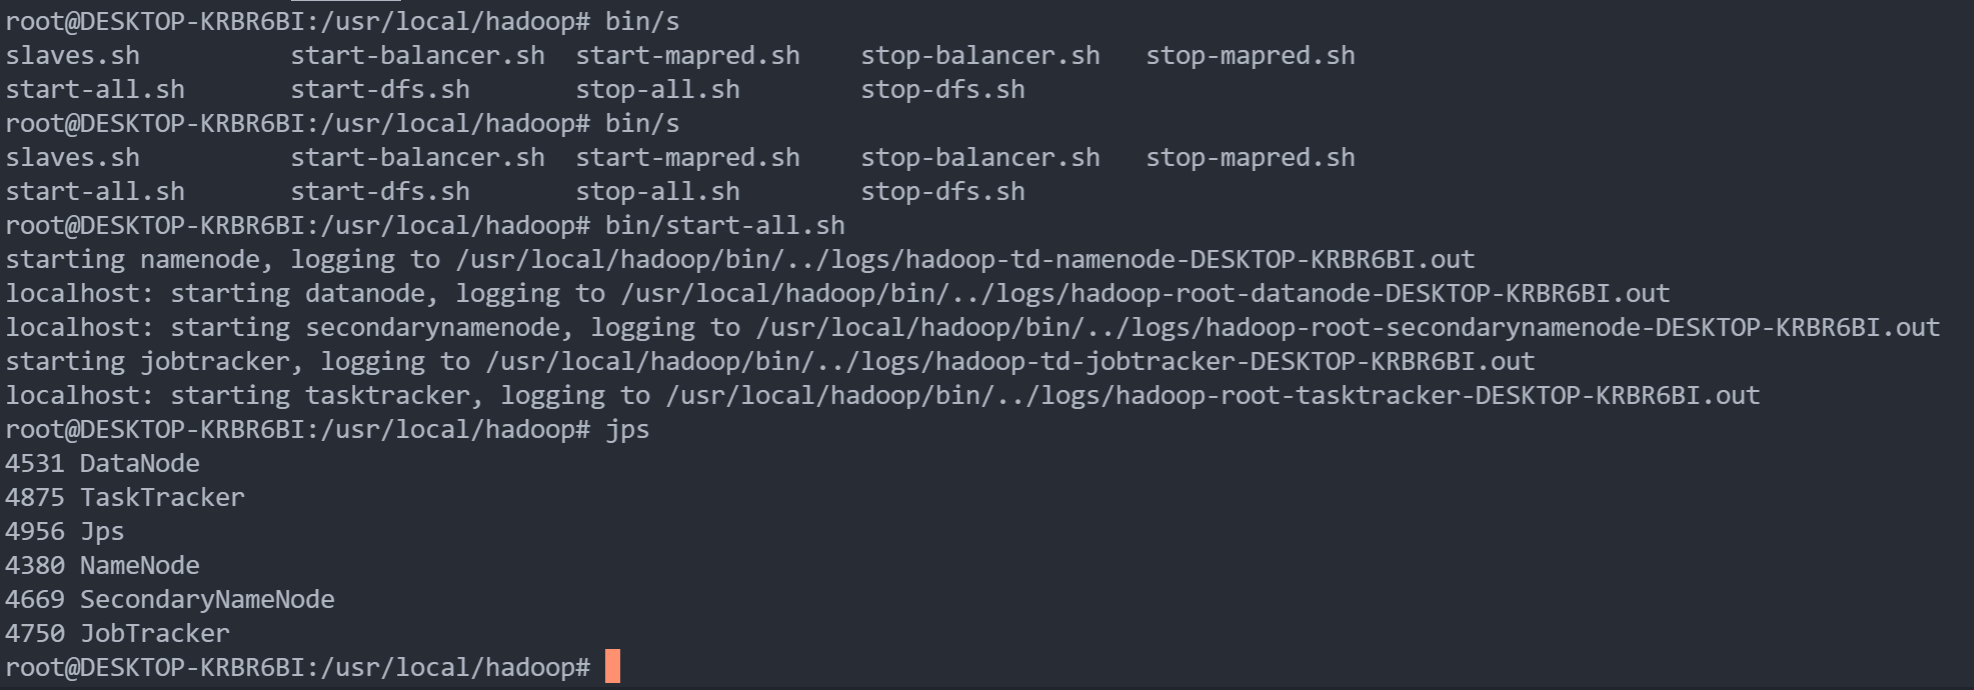 root@DESKTOP-KRBR6BI:/usr/local/hadoop# bin/s
slaves.sh          start-balancer.sh  start-mapred.sh    stop-balancer.sh   stop-mapred.sh
start-all.sh       start-dfs.sh       stop-all.sh        stop-dfs.sh
root@DESKTOP-KRBR6BI:/usr/local/hadoop# bin/s
slaves.sh          start-balancer.sh  start-mapred.sh    stop-balancer.sh   stop-mapred.sh
start-all.sh       start-dfs.sh       stop-all.sh        stop-dfs.sh
root@DESKTOP-KRBR6BI:/usr/local/hadoop# bin/start-all.sh
starting namenode, logging to /usr/local/hadoop/bin/../logs/hadoop-td-namenode-DESKTOP-KRBR6BI.out
localhost: starting datanode, logging to /usr/local/hadoop/bin/../logs/hadoop-root-datanode-DESKTOP-KRBR6BI.out
localhost: starting secondarynamenode, logging to /usr/local/hadoop/bin/../logs/hadoop-root-secondarynamenode-DESKTOP-KRBR6BI.out
starting jobtracker, logging to /usr/local/hadoop/bin/../logs/hadoop-td-jobtracker-DESKTOP-KRBR6BI.out
localhost: starting tasktracker, logging to /usr/local/hadoop/bin/../logs/hadoop-root-tasktracker-DESKTOP-KRBR6BI.out
root@DESKTOP-KRBR6BI:/usr/local/hadoop# jps
4531 DataNode
4875 TaskTracker
4956 Jps
4380 NameNode
4669 SecondaryNameNode
4750 JobTracker
root@DESKTOP-KRBR6BI:/usr/local/hadoop#